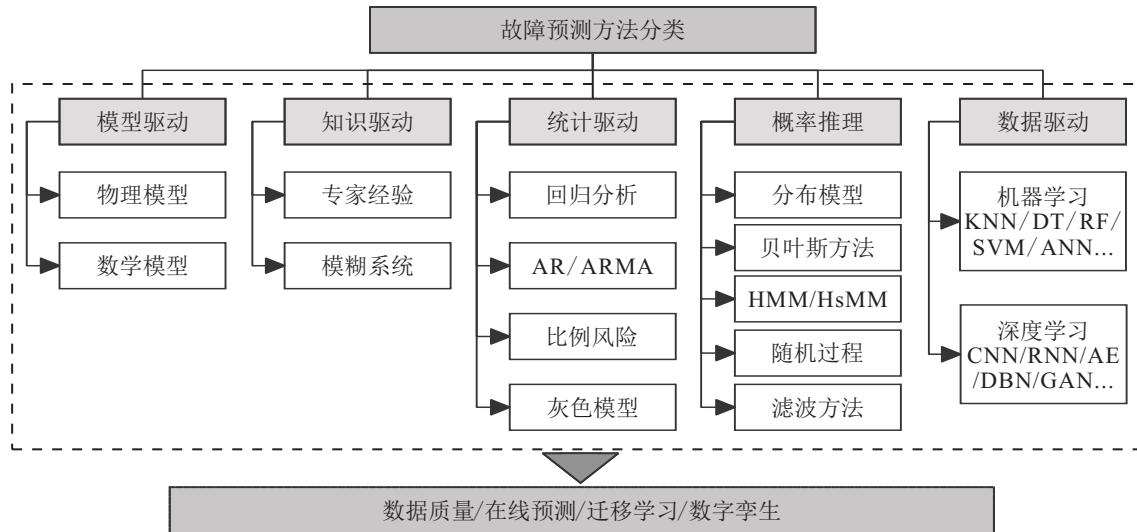 故障预测方法分类
模型驱动
物理模型
数学模型
知识驱动
专家经验
模糊系统
统计驱动
回归分析
AR/ARMA
比例风险
灰色模型
概率推理
分布模型
贝叶斯方法
HMM/HsMM
随机过程
滤波方法
数据驱动
机器学习
KNN/DT/RF/
SVM/ANN...
深度学习
CNN/RNN/AE
/DBN/GAN...
数据质量/在线预测/迁移学习/数字孪生